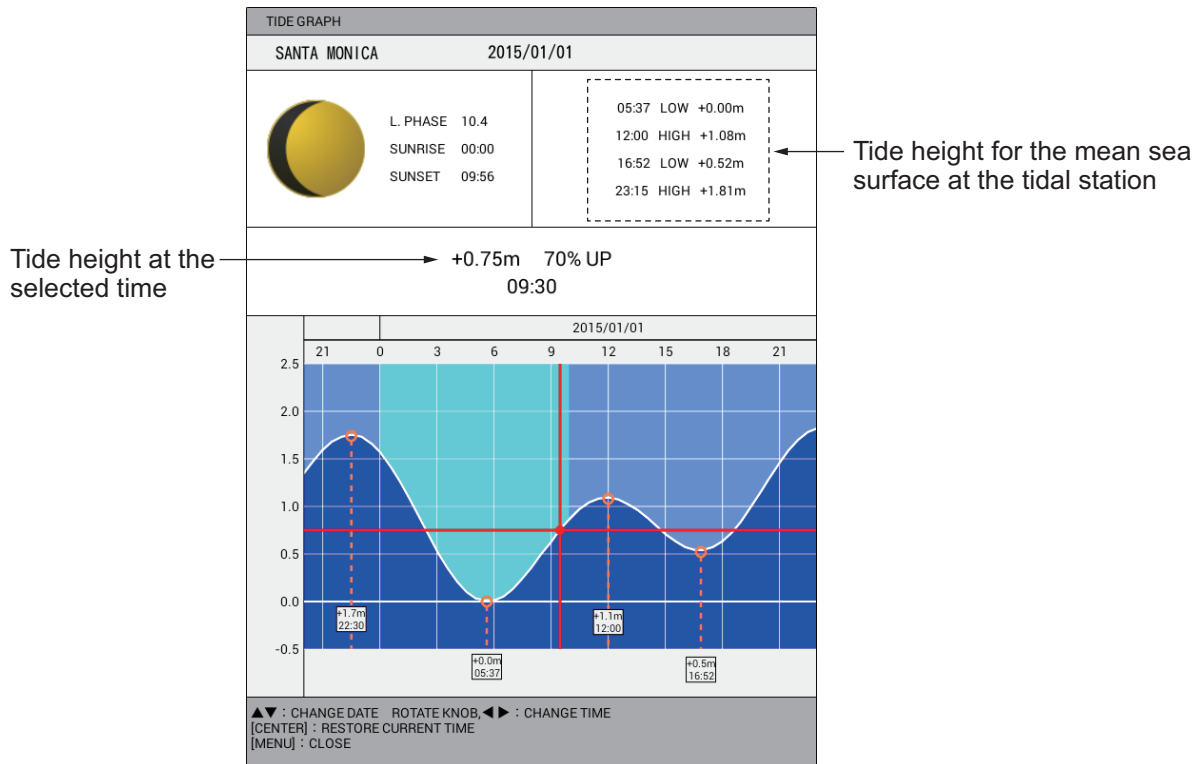 TIDE GRAPH
SANTA MONICA 2015/01/01
L. PHASE 10.4
SUNRISE 00:00
SUNSET 09:56
05:37 LOW +0.00m
12:00 HIGH +1.08m
16:52 LOW +0.52m
23:15 HIGH +1.81m
Tide height for the mean sea
surface at the tidal station
Tide height at the
selected time
+0.75m 70% UP
09:30
2015/01/01
21 0 3 6 9 12 15 18 21
2.5
2.0
1.5
1.0
0.5
0.0
-0.5
+1.7m
22:30
+0.0m
05:37
+1.1m
12:00
+0.5m
16:52
▲▼ : CHANGE DATE ROTATE KNOB,◀ ▶ : CHANGE TIME
[CENTER] : RESTORE CURRENT TIME
[MENU] : CLOSE